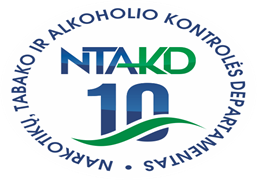 NARKOTIKŲ, TABAKO IR ALKOHOLIO KONTROLĖS DEPARTAMENTAS •
NTAKD
10